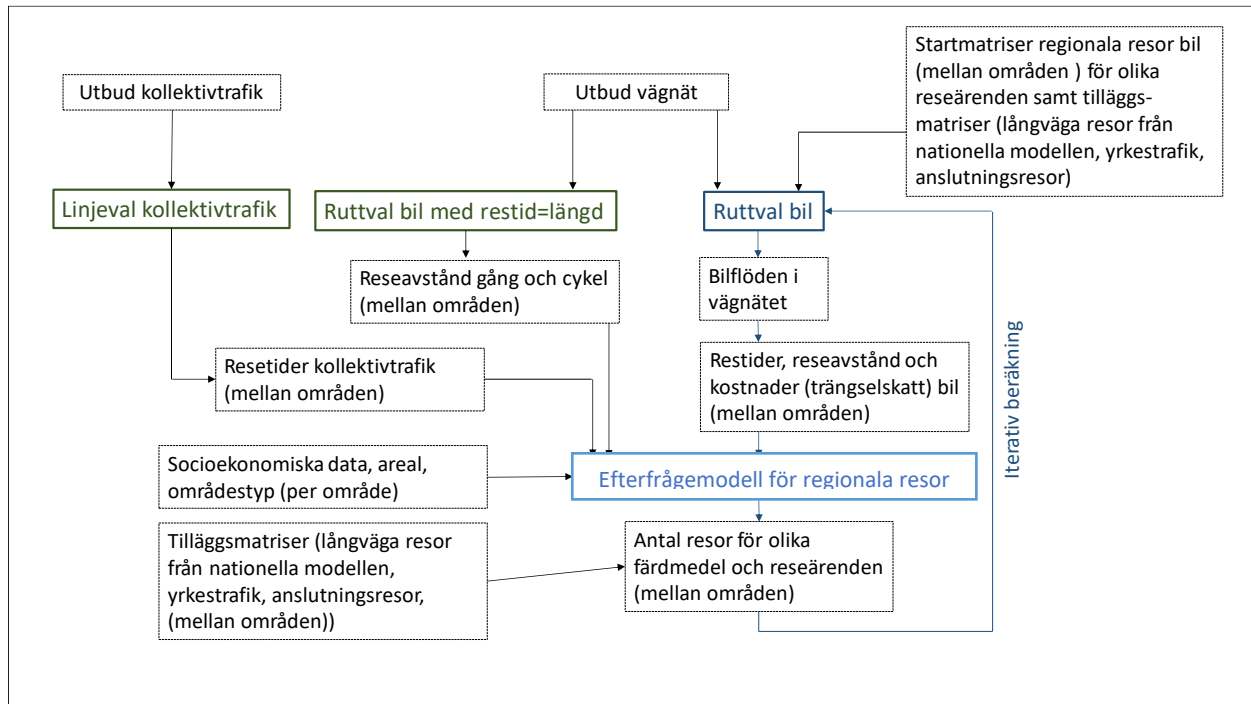 Startmatriser regionala resor bil
(mellan områden ) för olika
reseärenden samt tilläggs-
matriser (långväga resor från
nationella modellen, yrkestrafik,
anslutningsresor)
Utbud kollektivtrafik
Utbud vägnät
Linjeval kollektivtrafik
Ruttval bil med restid=längd
Ruttval bil
Reseavstånd gång och cykel
(mellan områden)
Bilflöden i
vägnätet
Resetider kollektivtrafik
(mellan områden)
Restider, reseavstånd och
kostnader (trängselskatt) bil
(mellan områden)
Iterativ beräkning
Socioekonomiska data, areal,
områdestyp (per område)
Efterfrågemodell för regionala resor
Tilläggsmatriser (långväga resor
från nationella modellen,
yrkestrafik, anslutningsresor,
(mellan områden))
Antal resor för olika
färdmedel och reseärenden
(mellan områden)